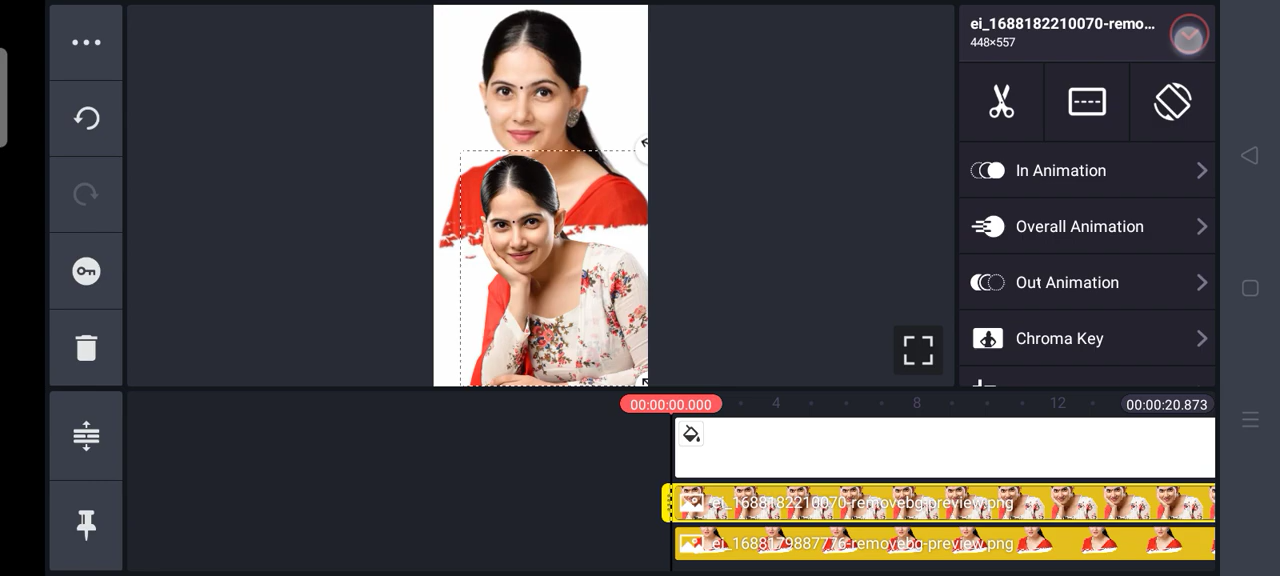 ei_1688182210070-remo...
448×557
In Animation
Overall Animation
Out Animation
Chroma Key
00:00:00.000
4
8
12
00:00:20.873
ei_1688182210070-removebg-preview.png
ei_1688179887776-removebg-preview.png